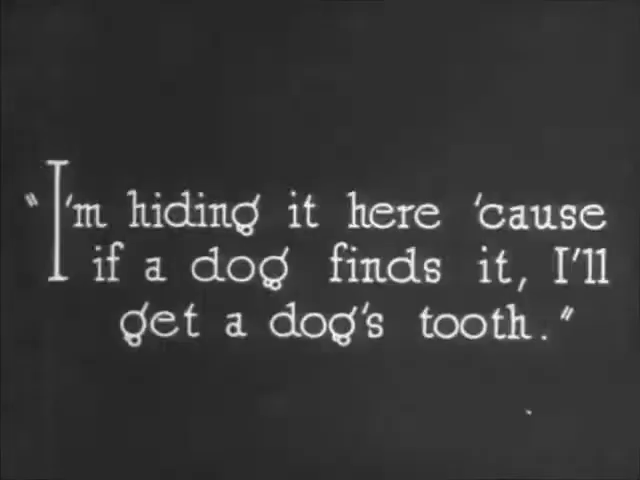 "I'm hiding it here 'cause
if a dog finds it, I'll
get a dog's tooth."